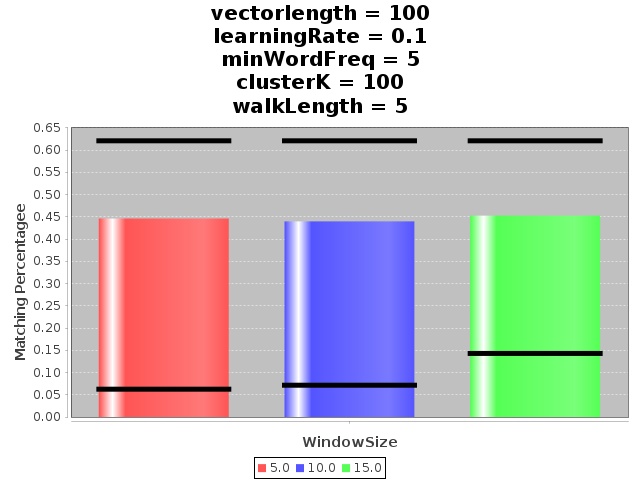 vectorlength = 100
learningRate = 0.1
minWordFreq = 5
clusterK = 100
walkLength = 5
Matching Percentagee
0.65
0.60
0.55
0.50
0.45
0.40
0.35
0.30
0.25
0.20
0.15
0.10
0.05
0.00
WindowSize
5.0 10.0 15.0